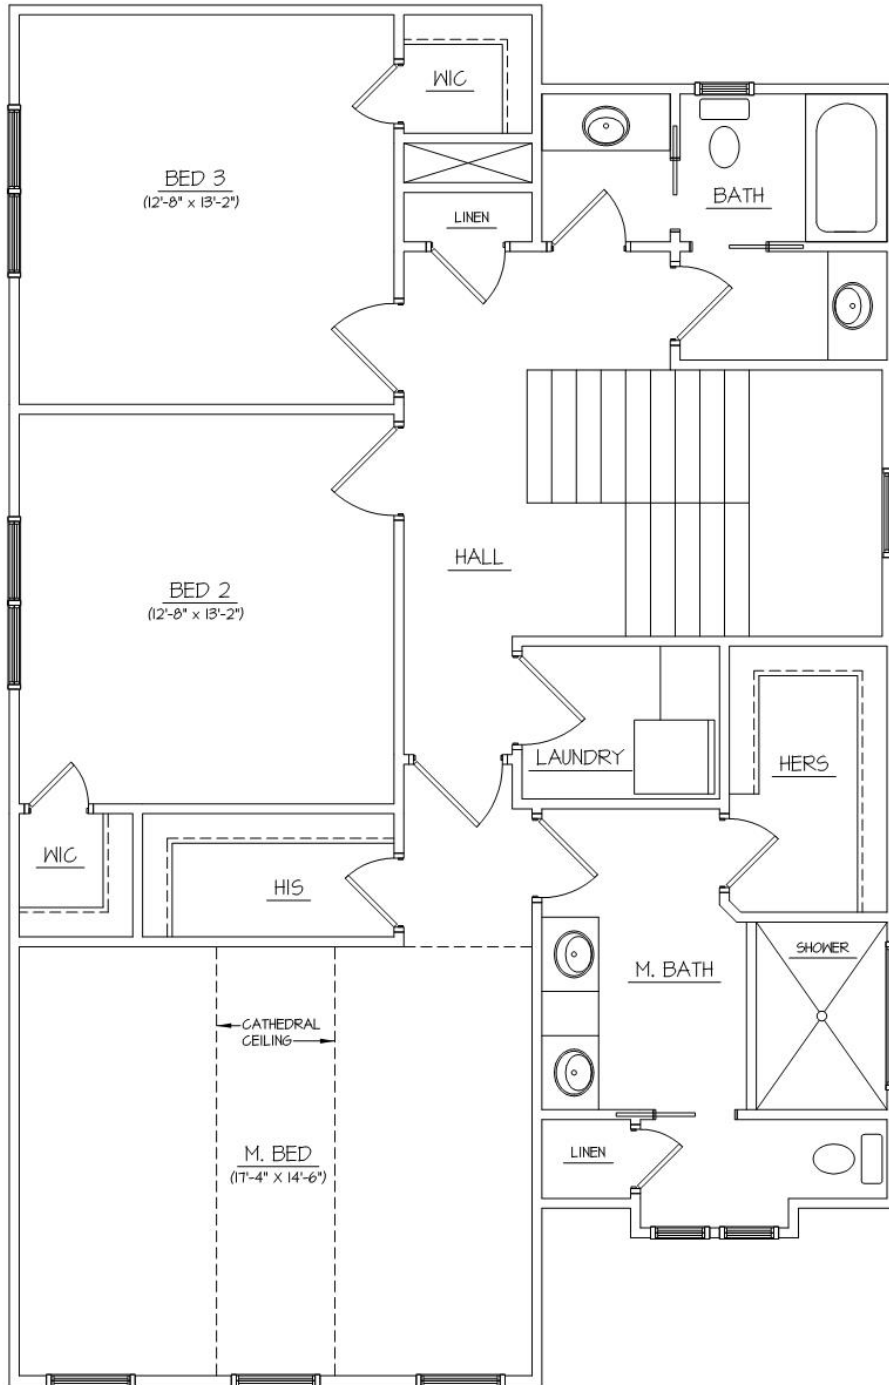 WIC
BED 3
(12'-8" x 13'-2")
BATH
LINEN
HALL
BED 2
(12'-8" x 13'-2")
LAUNDRY
HERS
WIC
HIS
SHOWER
M. BATH
CATHEDRAL
CEILING
M. BED
(17'-4" X 14'-6")
LINEN